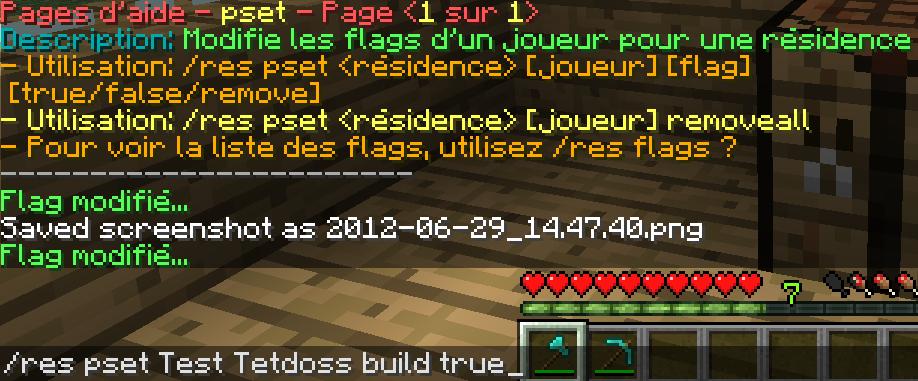 Pages d'aide - pset - Page <1 sur 1>
Description: Modifie les flags d'un joueur pour une résidence
- Utilisation: /res pset <résidence> [joueur] [flag]
[true/false/remove]
- Utilisation: /res pset <résidence> [joueur] removeall
- Pour voir la liste des flags, utilisez /res flags ?
---------------------------
Flag modifié...
Saved screenshot as 2012-06-29_14.47.40.png
Flag modifié...
7
/res pset Test Tetdoss build true_